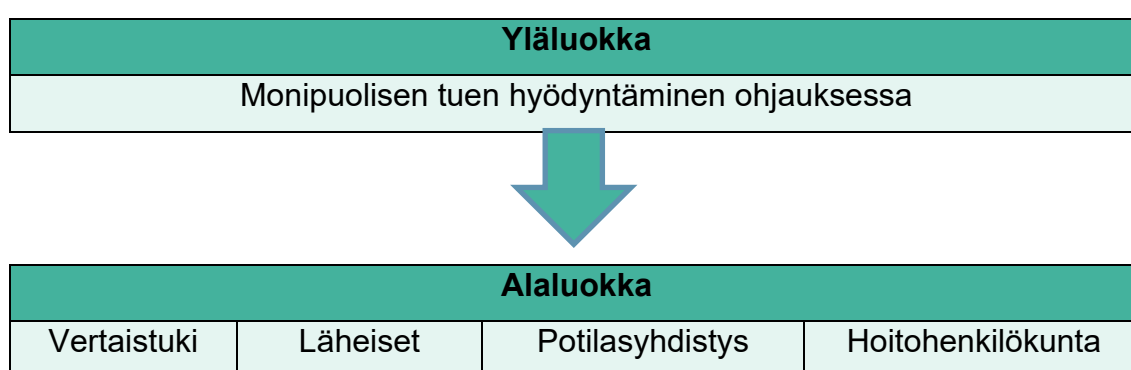 Yläluokka
Monipuolisen tuen hyödyntäminen ohjauksessa
Alaluokka
Vertaistuki Läheiset Potilasyhdistys Hoitohenkilökunta